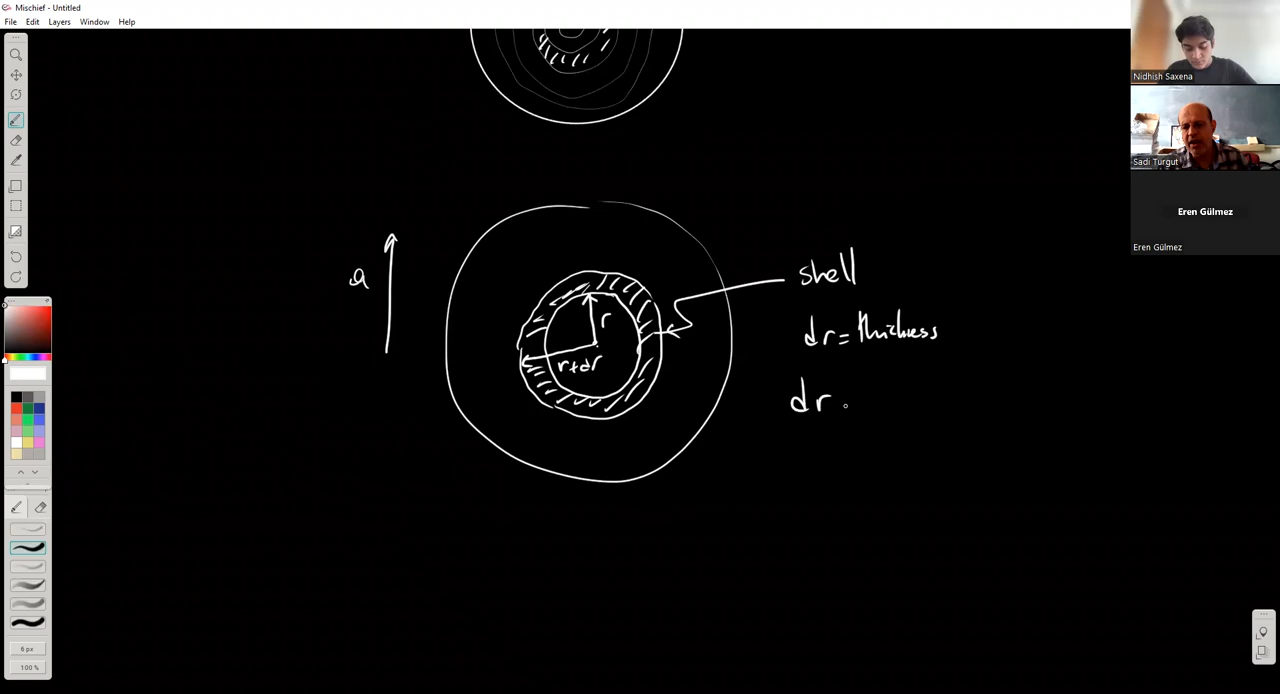 Mischief - Untitled
File Edit Layers Window Help
Nidhish Saxena
Sadi Turgut
Eren Gülmez
Eren Gülmez
a
shell
r
dr = thickness
r+dr
dr .
6 px
100 %